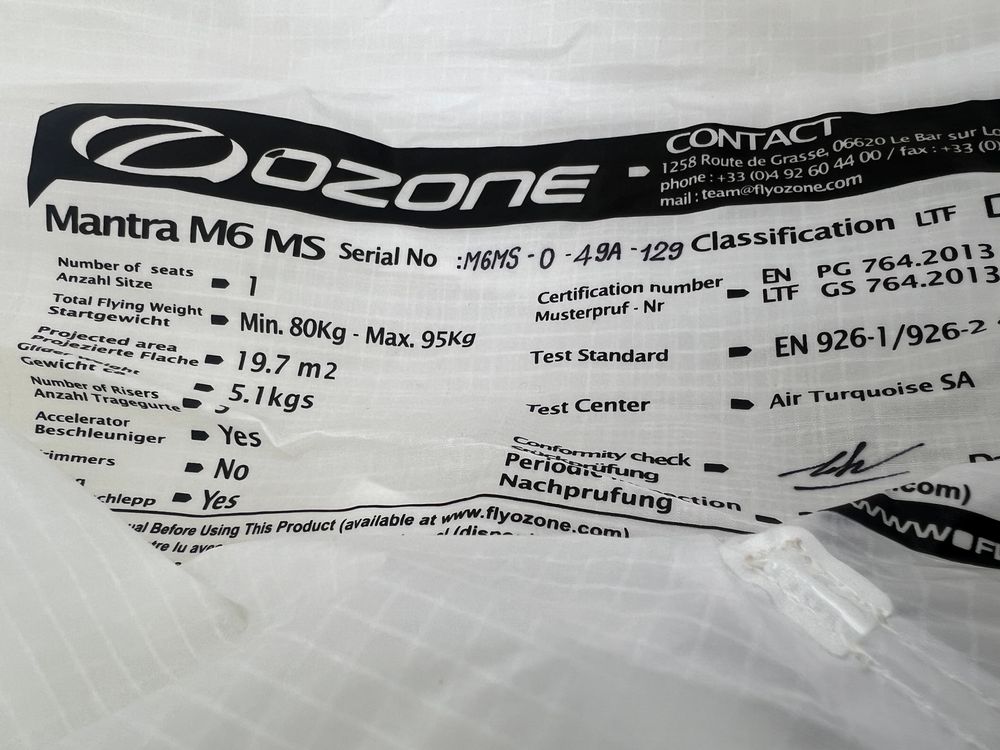 OZONE
CONTACT
1258 Route de Grasse, 06620 Le Bar sur
phone : +33 (0)4 92 60 44 00 / fax : +33 (0)
mail : team@flyozone.com
Mantra M6 MS Serial No :M6MS-0-49A-129 Classification LTF
Number of seats
Anzahl Sitze
1
Total Flying Weight
Startgewicht
Min. 80Kg - Max. 95Kg
Projected area
Projezierte Flache
19.7 m2
Gewicht
5.1kgs
Number of Risers
Anzahl Tragegurte
Accelerator
Beschleuniger
Yes
No
Yes
Certification number
Musterpruf - Nr
EN PG 764.2013
LTF GS 764.2013
Test Standard
EN 926-1/926-2
Test Center
Air Turquoise SA
Conformity check
Nachprufung
Before Using This Product (available at www.flyozone.com)
.com)